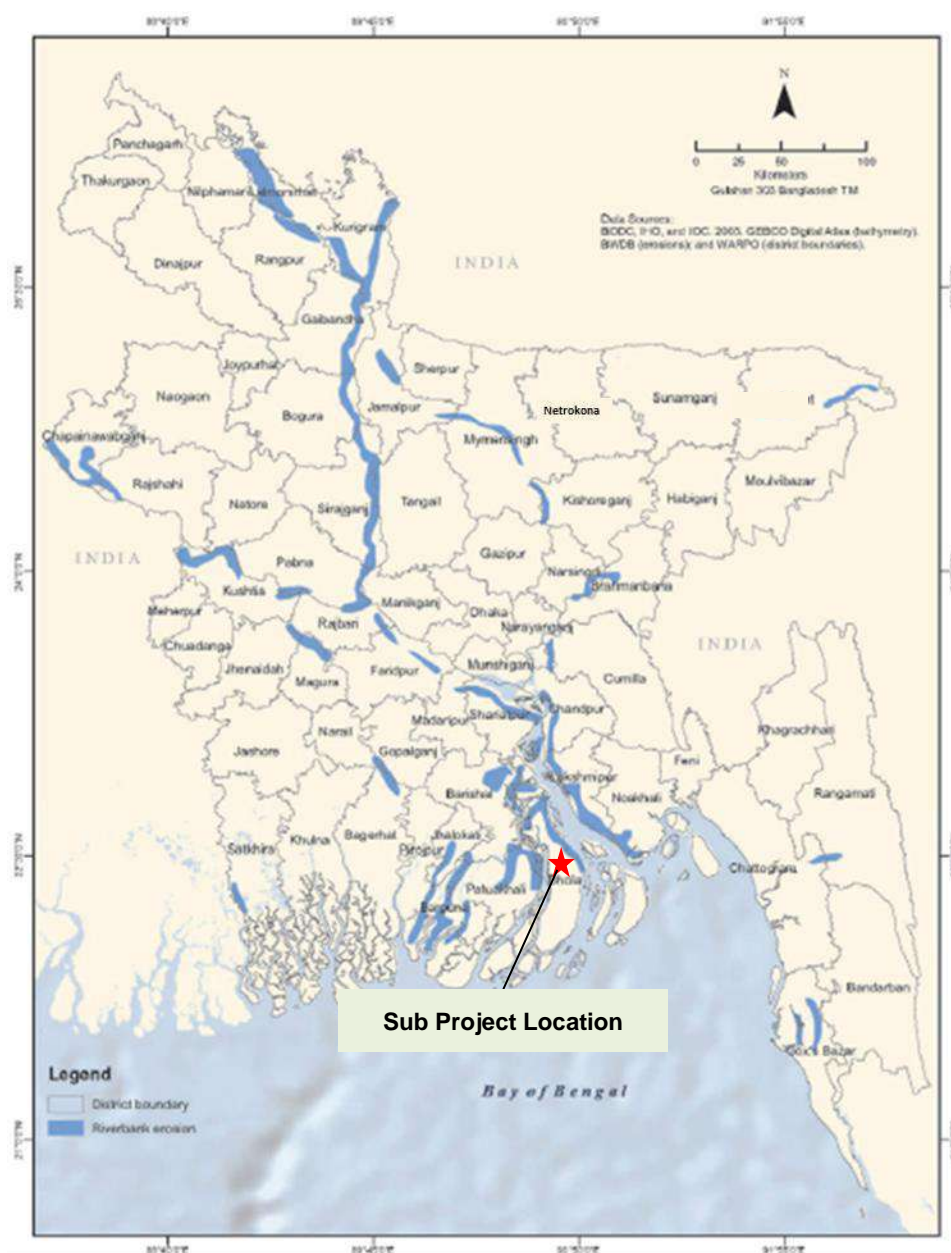 N
0 25 50 100
Kilometers
Gulshan 303 Bangladesh TM
Data Sources:
BODC, IHO, and IOC. 2003. GEBCO Digital Atlas (bathymetry).
BWDB (erosions); and WARPO (district boundaries).
Panchagarh
Thakurgaon
Nilphamari
Kurigram
Dinajpur
Rangpur
INDIA
Gaibandha
Joypurhat
Sherpur
Naogaon
Bogura
Jamalpur
Netrokona
Sunamganj
Chapainawabganj
Mymensingh
Rajshahi
Natore
Sirajganj
Tangail
Kishoreganj
Habiganj
Moulvibazar
INDIA
Pabna
Gazipur
Kushtia
Narsingdi
Brahmanbaria
Meherpur
Manikganj
Dhaka
Rajbari
Narayanganj
Chuadanga
INDIA
Jhenaidah
Faridpur
Munshiganj
Magura
Cumilla
Madaripur
Shariatpur
Chandpur
Khagrachhari
Jashore
Narail
Gopalganj
Feni
Lakshmipur
Rangamati
Barishal
Noakhali
Satkhira
Khulna
Bagerhat
Jhalokati
Pirojpur
Chattogram
Patuakhali
Bhola
Barguna
Bandarban
Sub Project Location
Cox's Bazar
Bay of Bengal
Legend
District boundary
Riverbank erosion